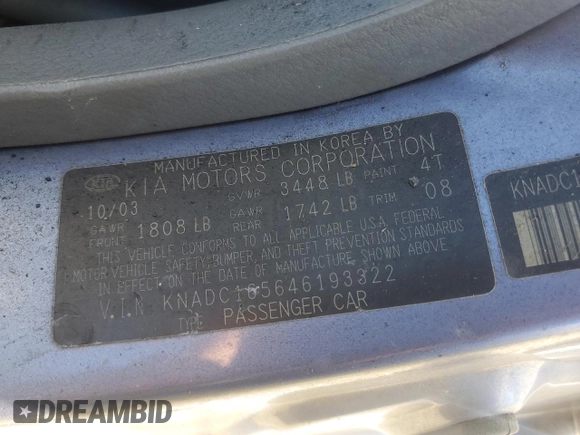 MANUFACTURED IN KOREA BY
KIA KIA MOTORS CORPORATION
10/03 GVWR 3448 LB PAINT 4T
GAWR FRONT 1808 LB GAWR REAR 1742 LB TRIM 08
THIS VEHICLE CONFORMS TO ALL APPLICABLE U.S.A. FEDERAL
MOTOR VEHICLE SAFETY, BUMPER, AND THEFT PREVENTION STANDARDS
IN EFFECT ON THE DATE OF MANUFACTURE SHOWN ABOVE
V.I.N KNADC165646193322
TYPE PASSENGER CAR
KNADC1
DREAMBID